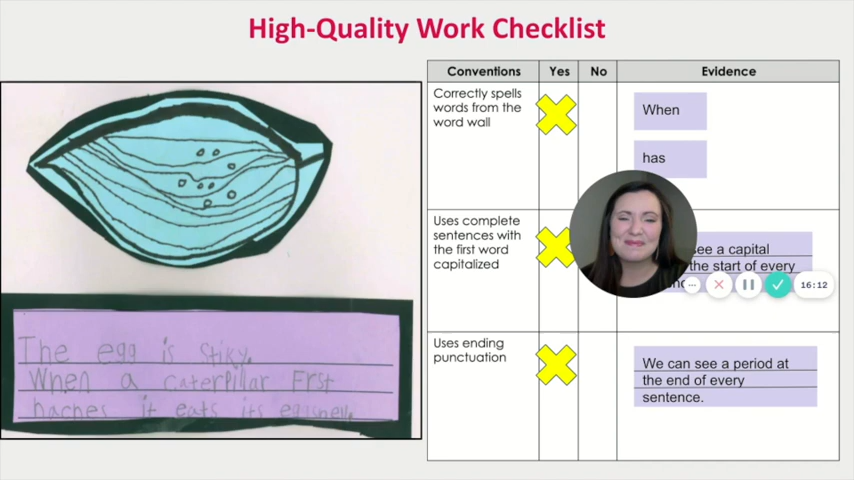 High-Quality Work Checklist
Conventions Yes No Evidence
Correctly spells
words from the
word wall
When
has
Uses complete
sentences with
the first word
capitalized
see a capital
the start of every
16:12
Uses ending
punctuation
We can see a period at
the end of every
sentence.
The egg is stiky.
When a caterpillar Frst
haches it eats its eggshell.